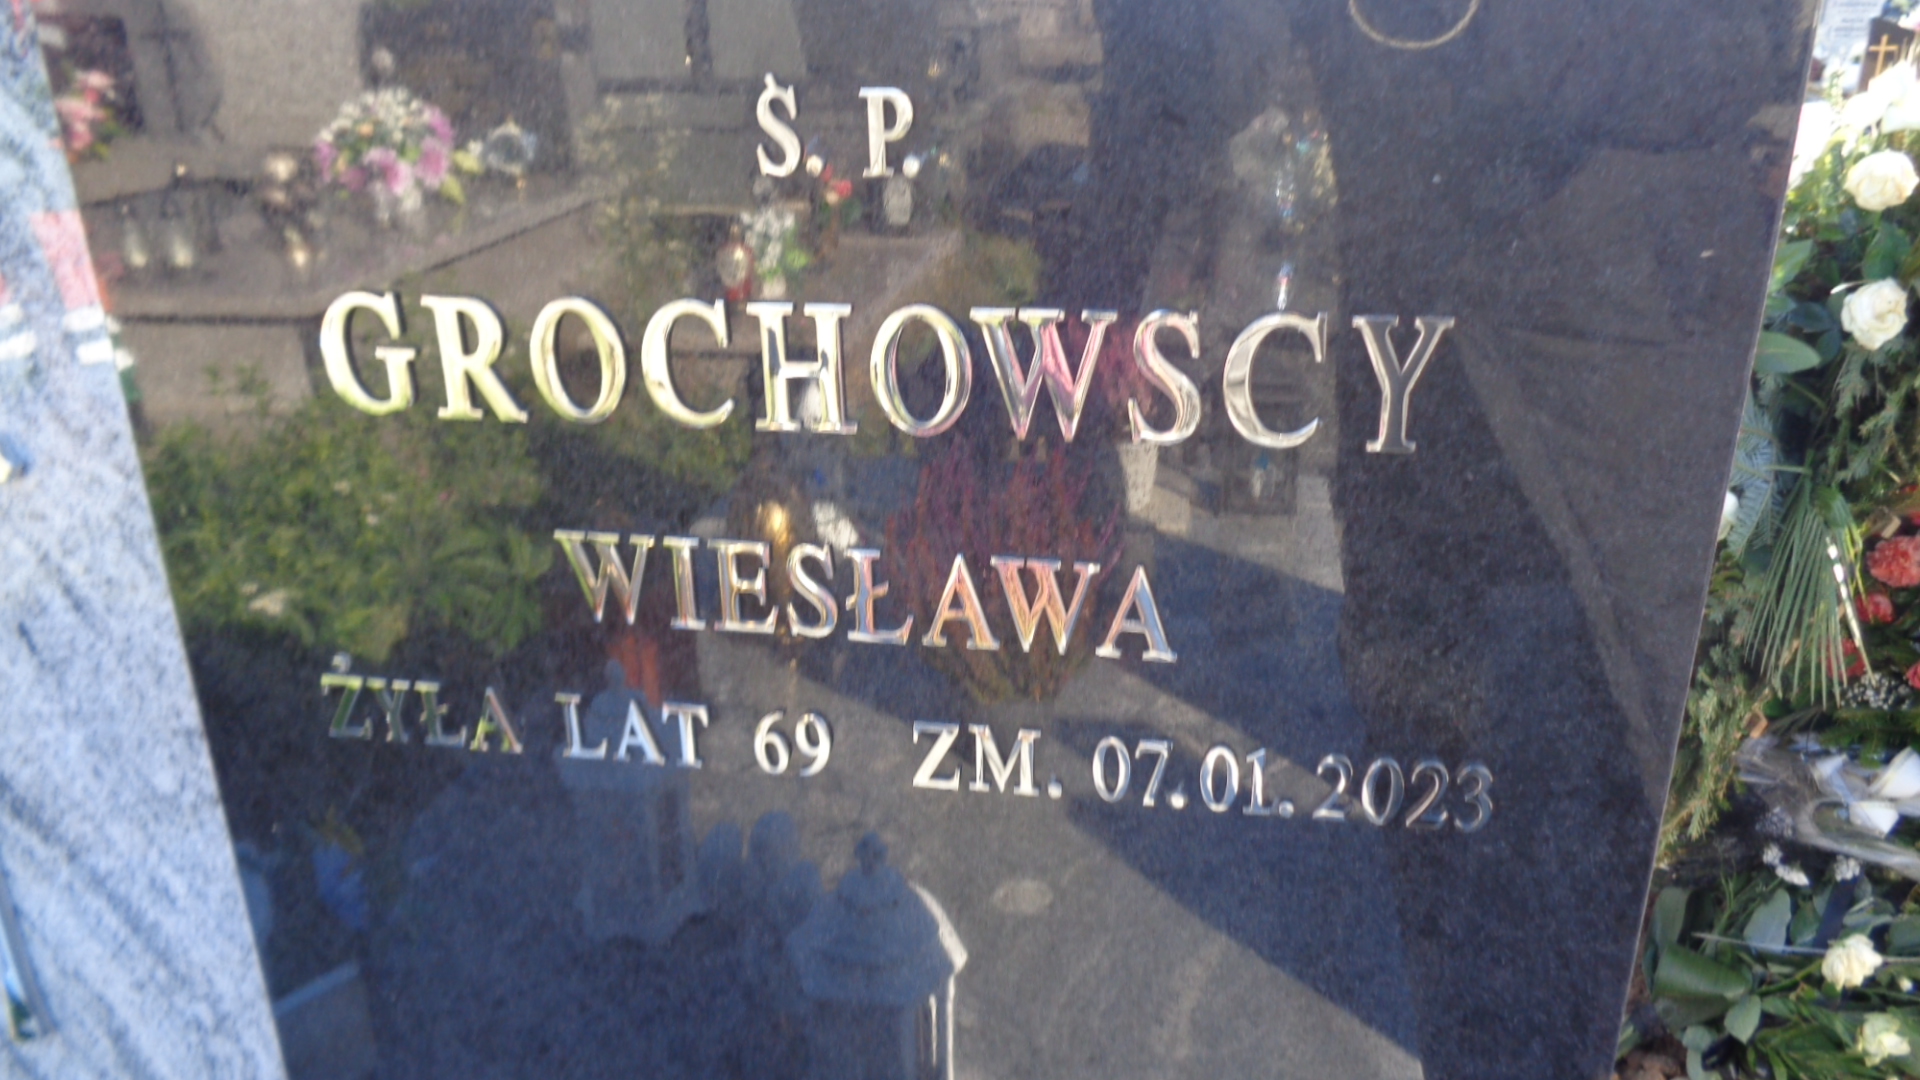 Ś. P.
GROCHOWSCY
WIESŁAWA
ŻYŁA LAT 69 ZM. 07.01.2023